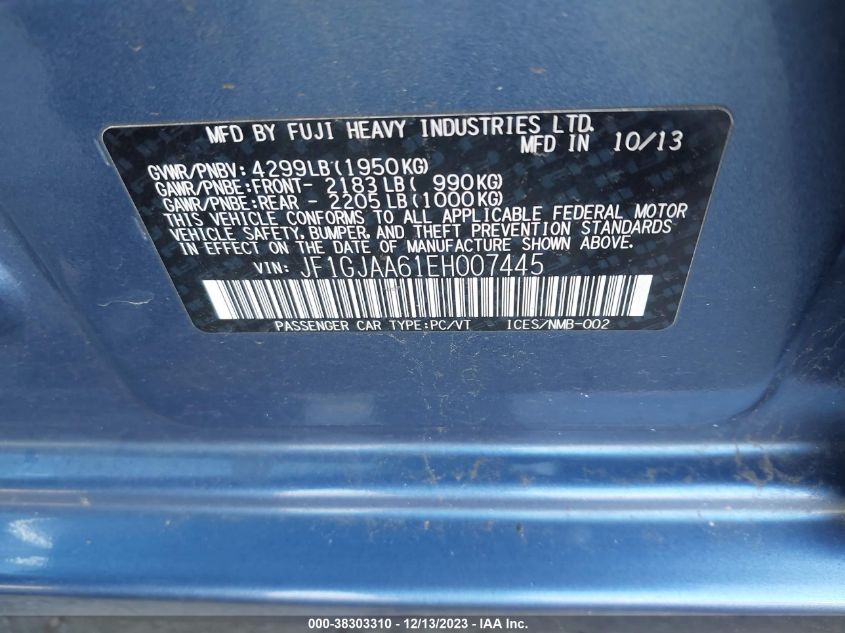 MFD BY FUJI HEAVY INDUSTRIES LTD.
MFD IN 10/13
GVWR/PNBV: 4299LB (1950KG)
GAWR/PNBE:FRONT- 2183 LB ( 990KG)
GAWR/PNBE:REAR - 2205 LB (1000KG)
THIS VEHICLE CONFORMS TO ALL APPLICABLE FEDERAL MOTOR
VEHICLE SAFETY, BUMPER, AND THEFT PREVENTION STANDARDS
IN EFFECT ON THE DATE OF MANUFACTURE SHOWN ABOVE.
VIN: JF1GJAA61EH007445
PASSENGER CAR TYPE:PC/VT ICES/NMB-002
000-38303310 - 12/13/2023 - IAA Inc.